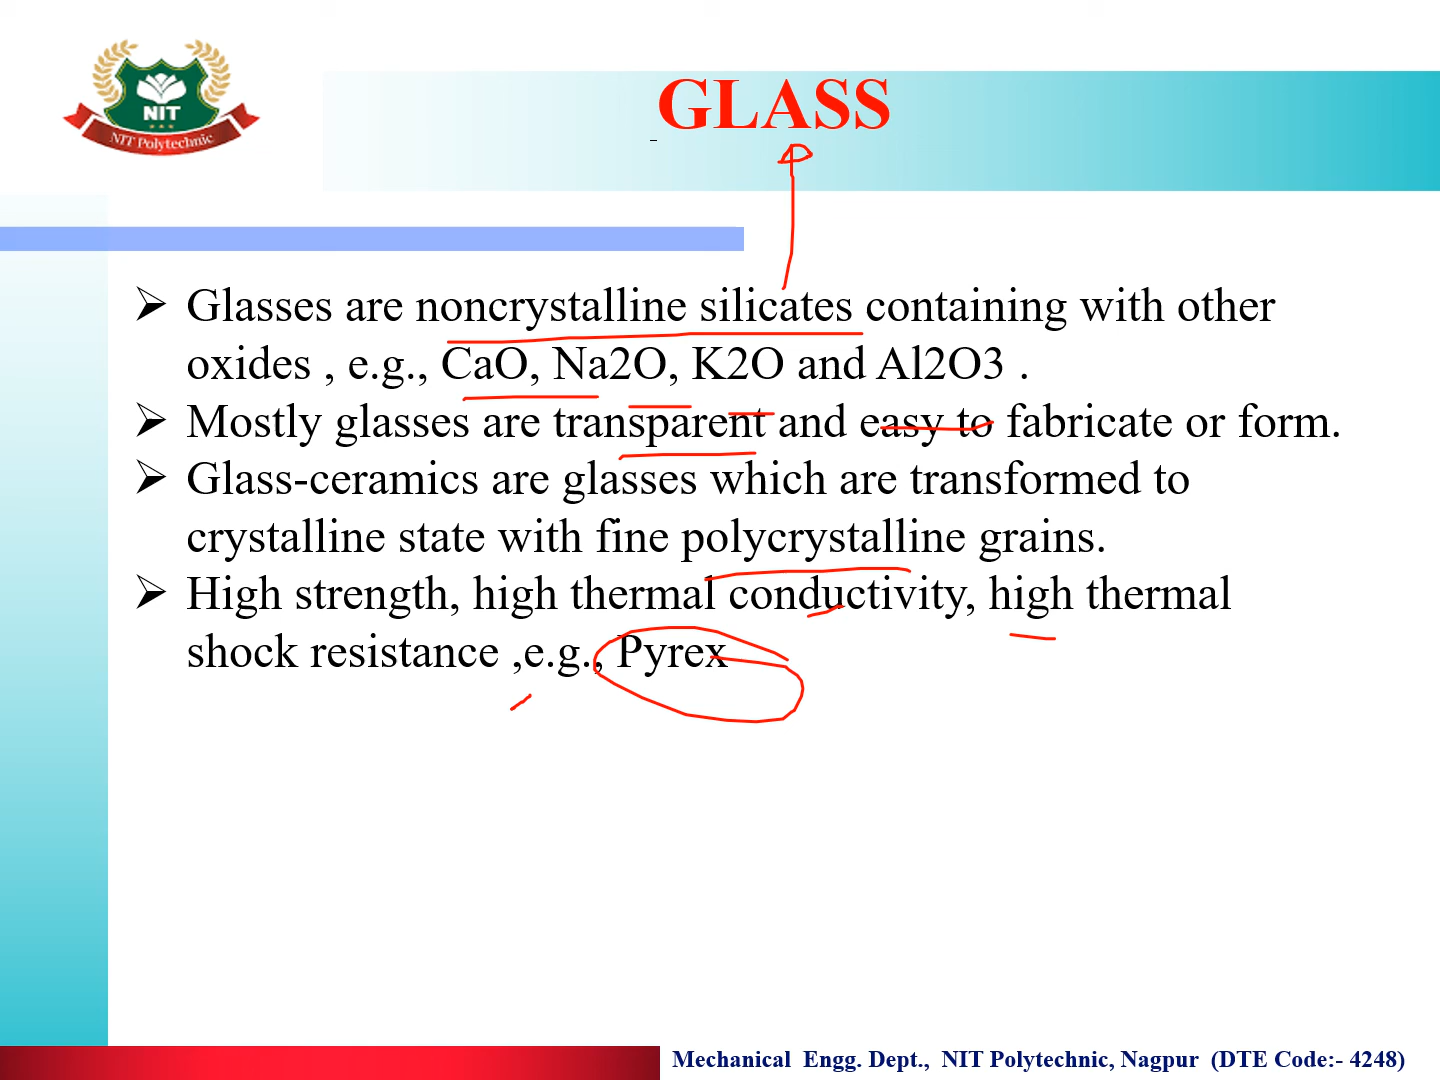 NIT
NIT Polytechnic
GLASS
Glasses are noncrystalline silicates containing with other
oxides , e.g., CaO, Na2O, K2O and Al2O3 .
Mostly glasses are transparent and easy to fabricate or form.
Glass-ceramics are glasses which are transformed to
crystalline state with fine polycrystalline grains.
High strength, high thermal conductivity, high thermal
shock resistance ,e.g., Pyrex
Mechanical Engg. Dept., NIT Polytechnic, Nagpur (DTE Code:- 4248)